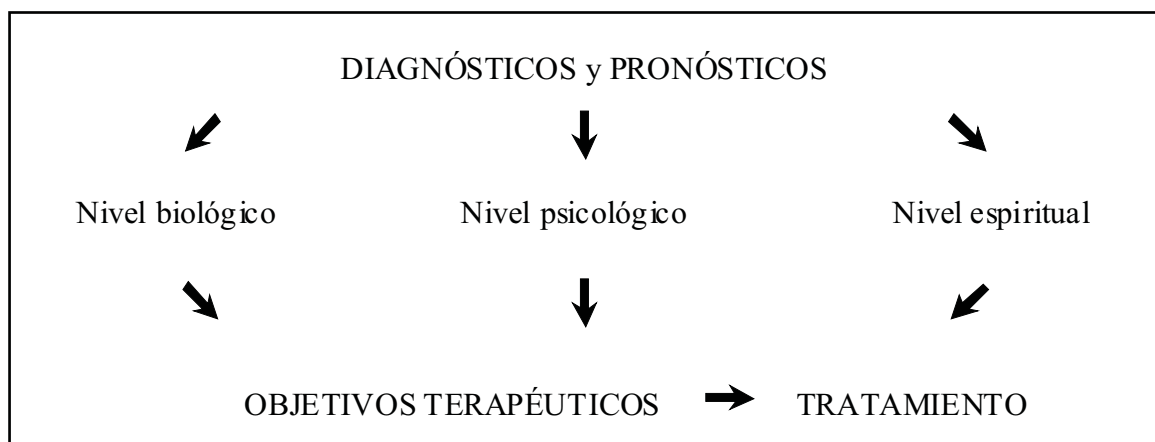 DIAGNÓSTICOS y PRONÓSTICOS
Nivel biológico Nivel psicológico Nivel espiritual
OBJETIVOS TERAPÉUTICOS TRATAMIENTO